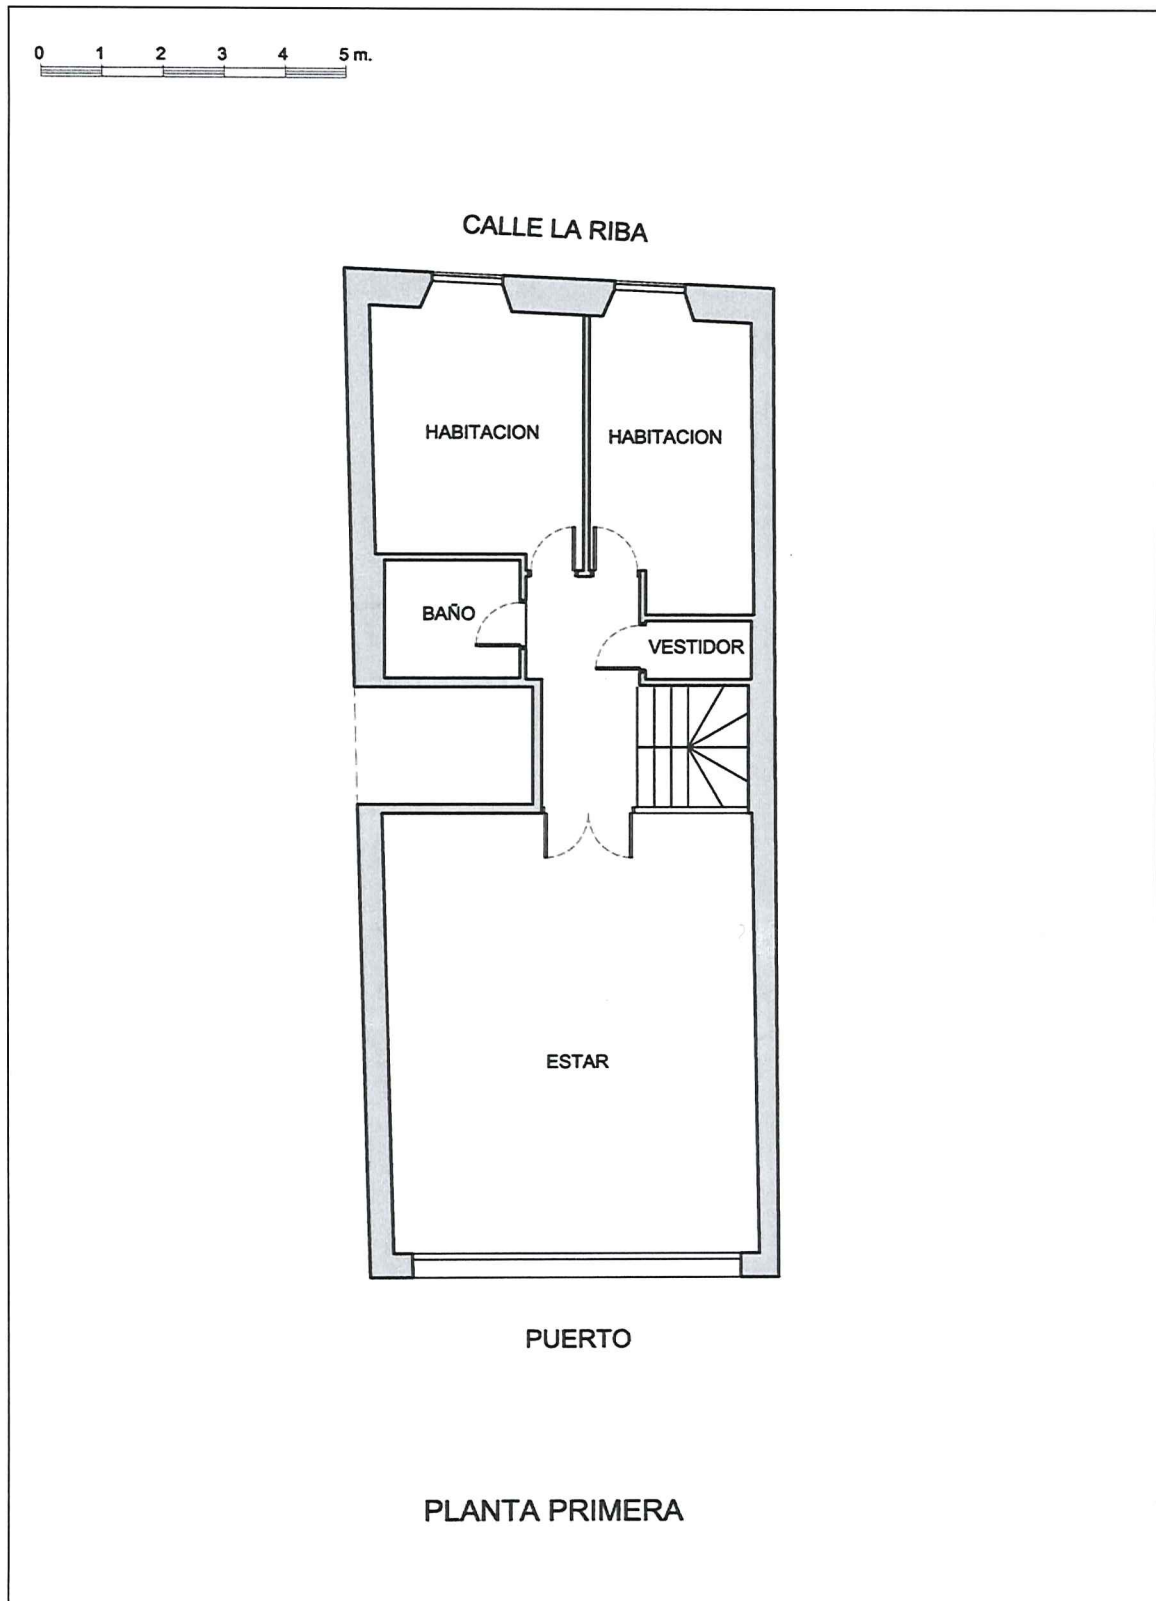 0 1 2 3 4 5 m.
CALLE LA RIBA
HABITACION
HABITACION
BAÑO
VESTIDOR
ESTAR
PUERTO
PLANTA PRIMERA